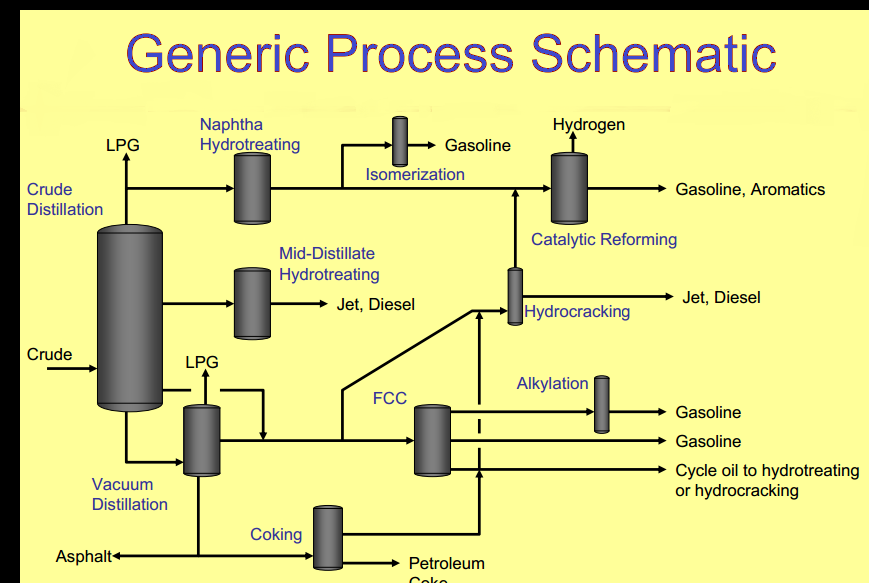 Generic Process Schematic
Naphtha
Hydrotreating
LPG
Gasoline
Hydrogen
Isomerization
Crude
Distillation
Gasoline, Aromatics
Catalytic Reforming
Mid-Distillate
Hydrotreating
Jet, Diesel
Jet, Diesel
Hydrocracking
Crude
LPG
Alkylation
FCC
Gasoline
Gasoline
Cycle oil to hydrotreating
or hydrocracking
Vacuum
Distillation
Coking
Asphalt
Petroleum
Coke